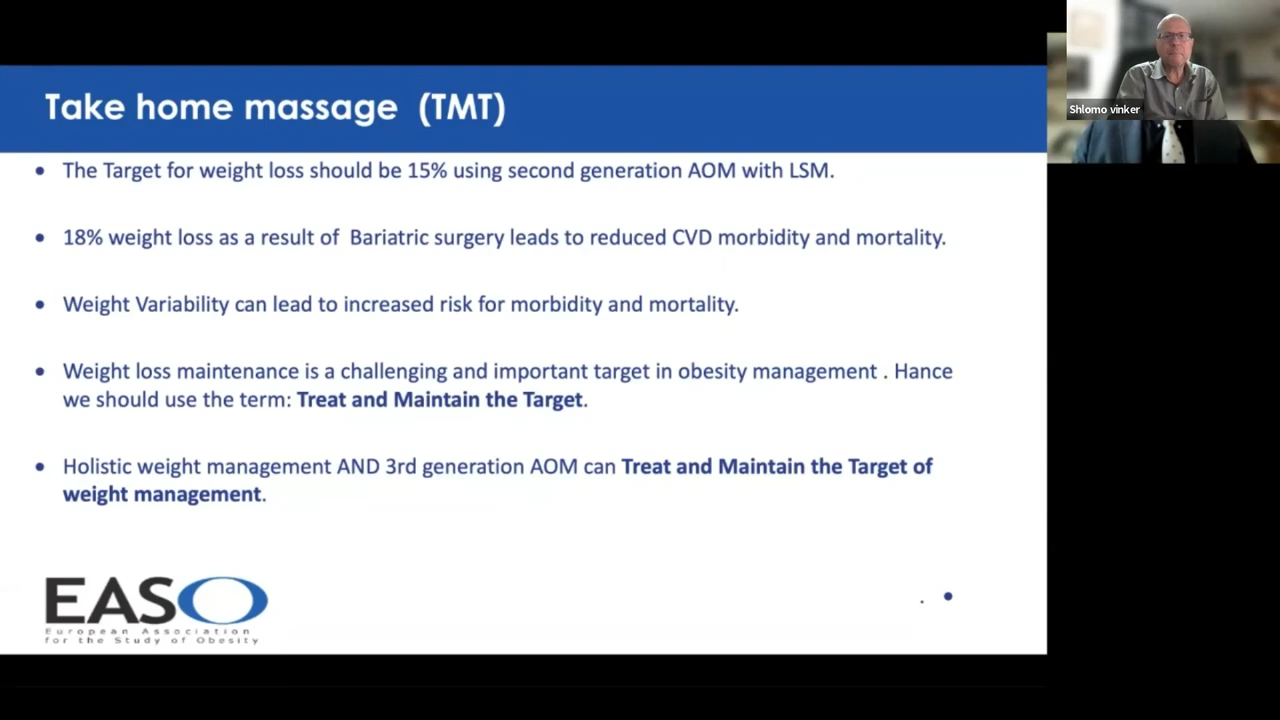 Take home massage (TMT)
• The Target for weight loss should be 15% using second generation AOM with LSM.
• 18% weight loss as a result of Bariatric surgery leads to reduced CVD morbidity and mortality.
• Weight Variability can lead to increased risk for morbidity and mortality.
• Weight loss maintenance is a challenging and important target in obesity management . Hance
we should use the term: Treat and Maintain the Target.
• Holistic weight management AND 3rd generation AOM can Treat and Maintain the Target of
weight management.
EASO
European Association
for the Study of Obesity
Shlomo vinker